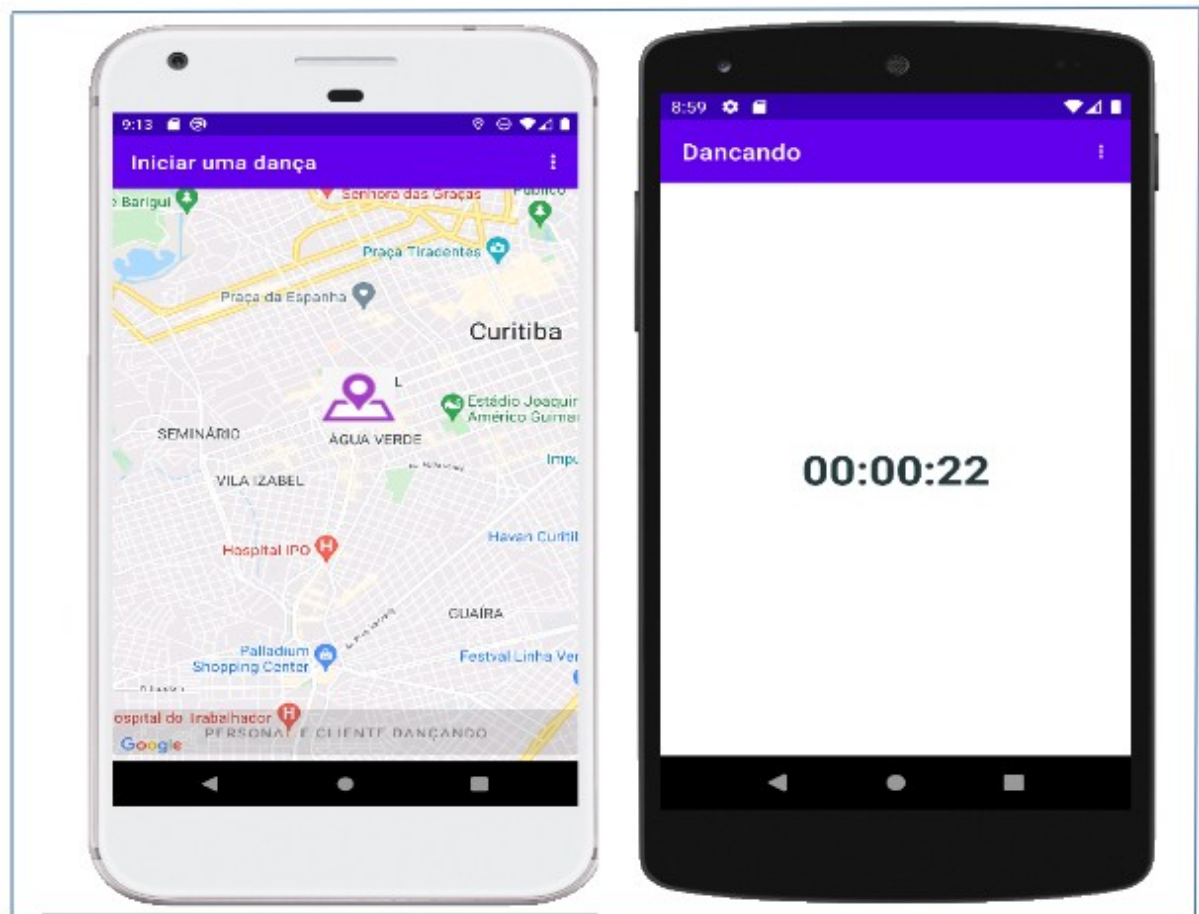 9:13
Iniciar uma dança
e Barigui
Senhora das Graças
Público
Praça Tiradentes
Praça da Espanha
Curitiba
L
Estádio Joaquir
Américo Guimar
SEMINÁRIO
ÁGUA VERDE
VILA IZABEL
Impu
Hospital IPO
Havan Curitil
GUAÍRA
Palladium
Shopping Center
Festval Linha Ver
ospital do Trabalhador
PERSONAL E CLIENTE DANÇANDO
Google
8:59
Dancando
00:00:22